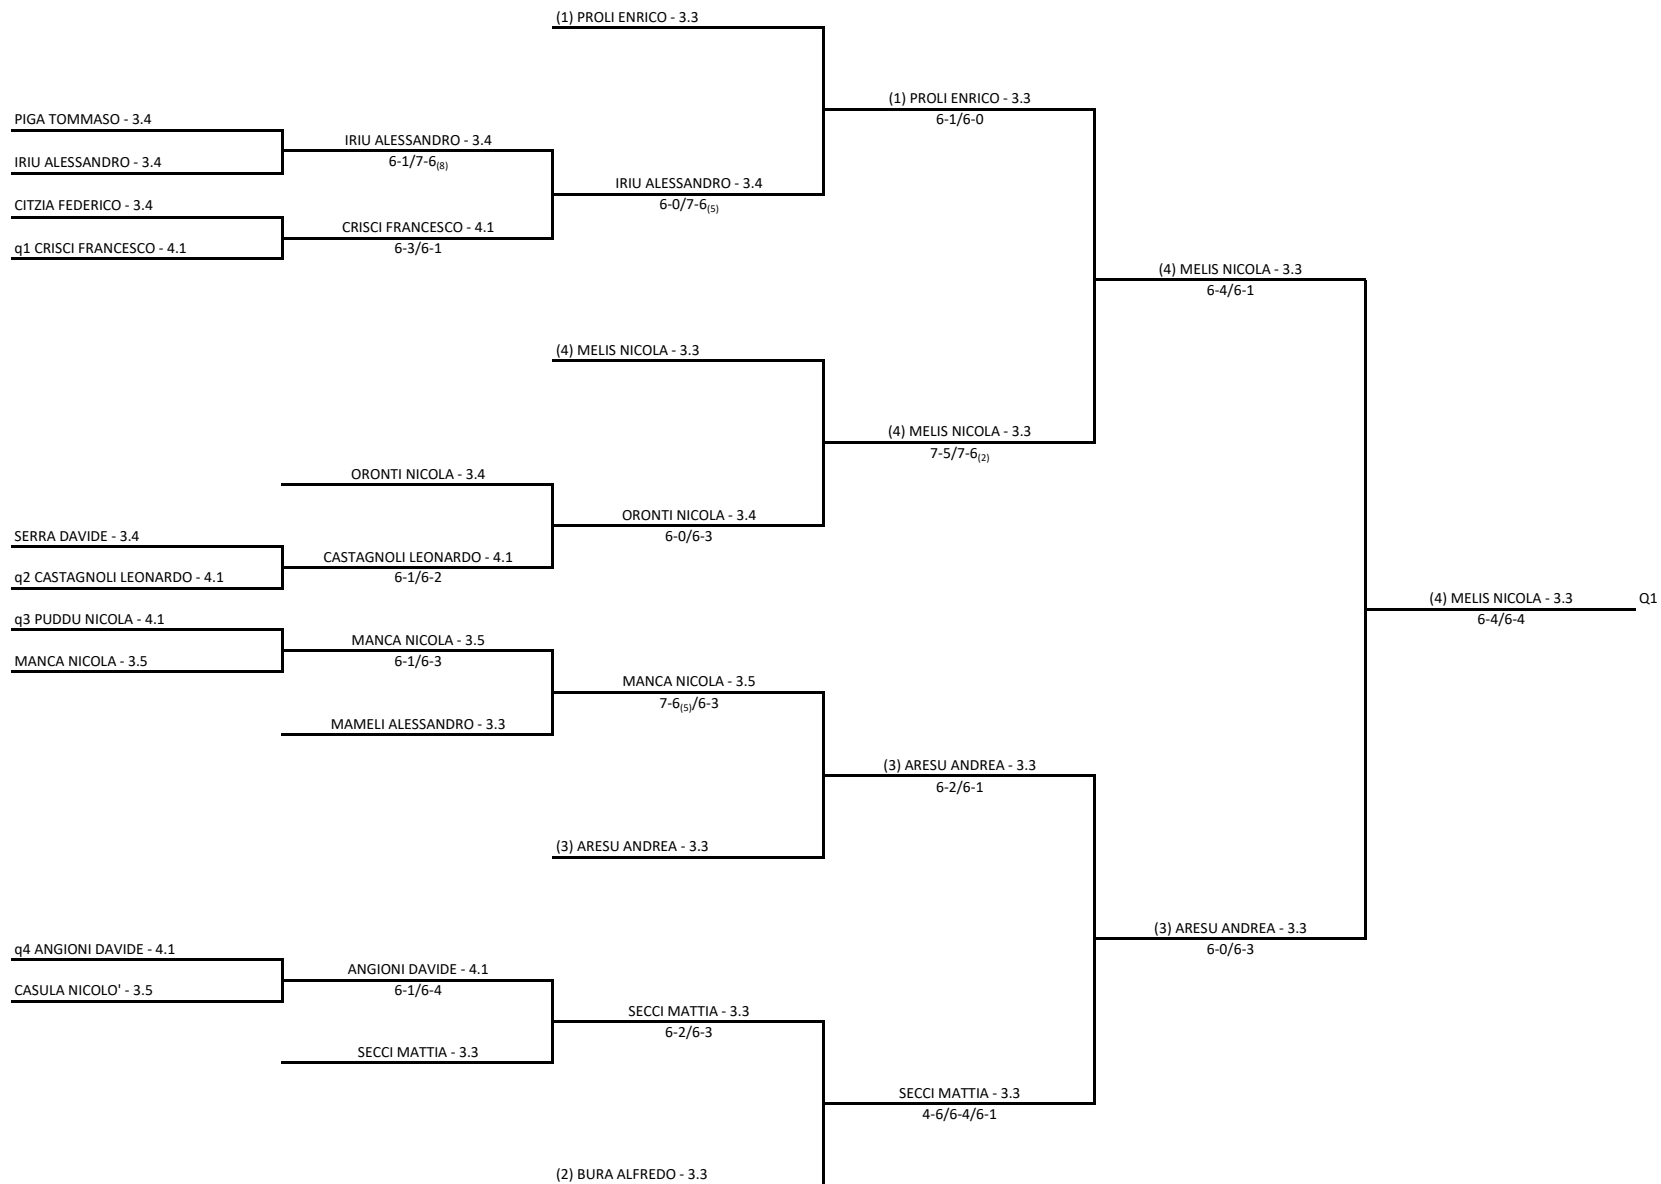 (1) PROLI ENRICO - 3.3
(1) PROLI ENRICO - 3.3
6-1/6-0
PIGA TOMMASO - 3.4
IRIU ALESSANDRO - 3.4
6-1/7-6(8)
IRIU ALESSANDRO - 3.4
IRIU ALESSANDRO - 3.4
6-0/7-6(5)
CITZIA FEDERICO - 3.4
CRISCI FRANCESCO - 4.1
6-3/6-1
q1 CRISCI FRANCESCO - 4.1
(4) MELIS NICOLA - 3.3
6-4/6-1
(4) MELIS NICOLA - 3.3
(4) MELIS NICOLA - 3.3
7-5/7-6(2)
ORONTI NICOLA - 3.4
ORONTI NICOLA - 3.4
6-0/6-3
SERRA DAVIDE - 3.4
CASTAGNOLI LEONARDO - 4.1
6-1/6-2
q2 CASTAGNOLI LEONARDO - 4.1
(4) MELIS NICOLA - 3.3 Q1
6-4/6-4
q3 PUDDU NICOLA - 4.1
MANCA NICOLA - 3.5
6-1/6-3
MANCA NICOLA - 3.5
MANCA NICOLA - 3.5
7-6(5)/6-3
MAMELI ALESSANDRO - 3.3
(3) ARESU ANDREA - 3.3
6-2/6-1
(3) ARESU ANDREA - 3.3
(3) ARESU ANDREA - 3.3
6-0/6-3
q4 ANGIONI DAVIDE - 4.1
ANGIONI DAVIDE - 4.1
6-1/6-4
CASULA NICOLO' - 3.5
SECCI MATTIA - 3.3
6-2/6-3
SECCI MATTIA - 3.3
SECCI MATTIA - 3.3
4-6/6-4/6-1
(2) BURA ALFREDO - 3.3